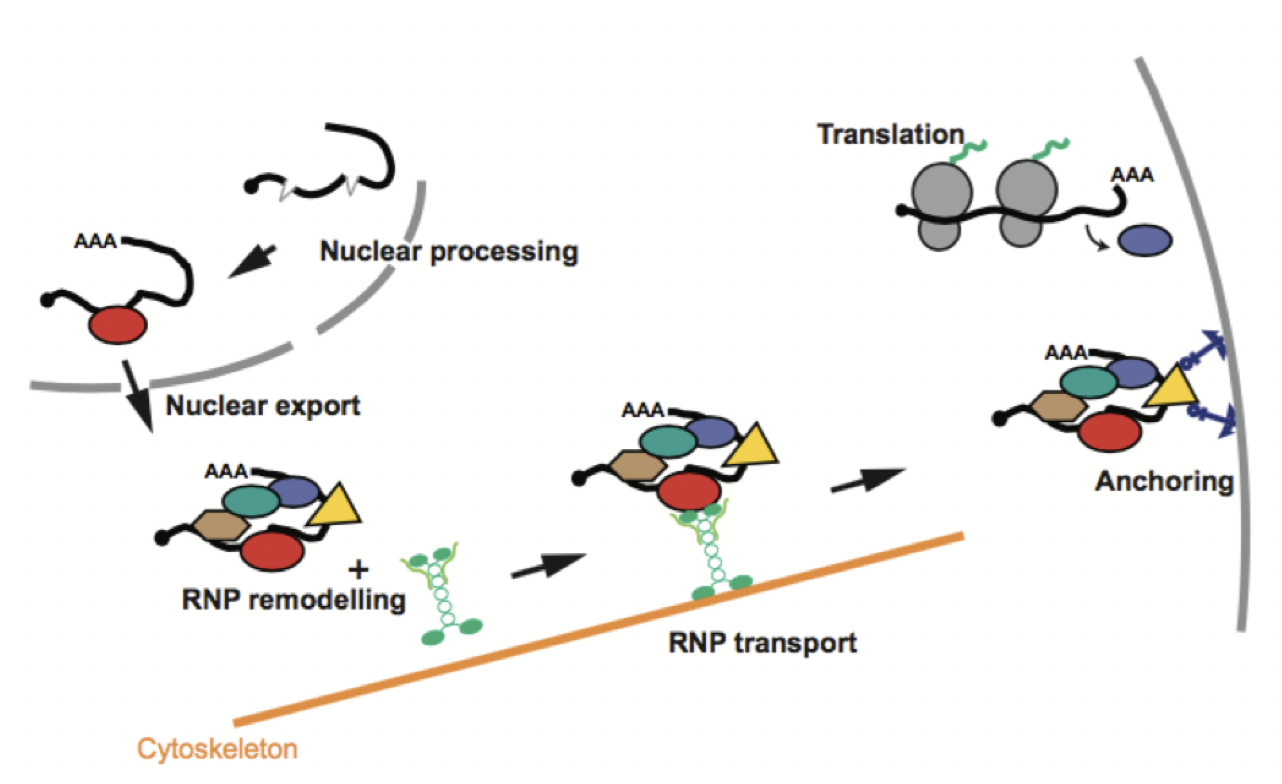 Translation
AAA
AAA
Nuclear processing
AAA
Nuclear export
AAA
AAA
Anchoring
+
RNP remodelling
RNP transport
Cytoskeleton